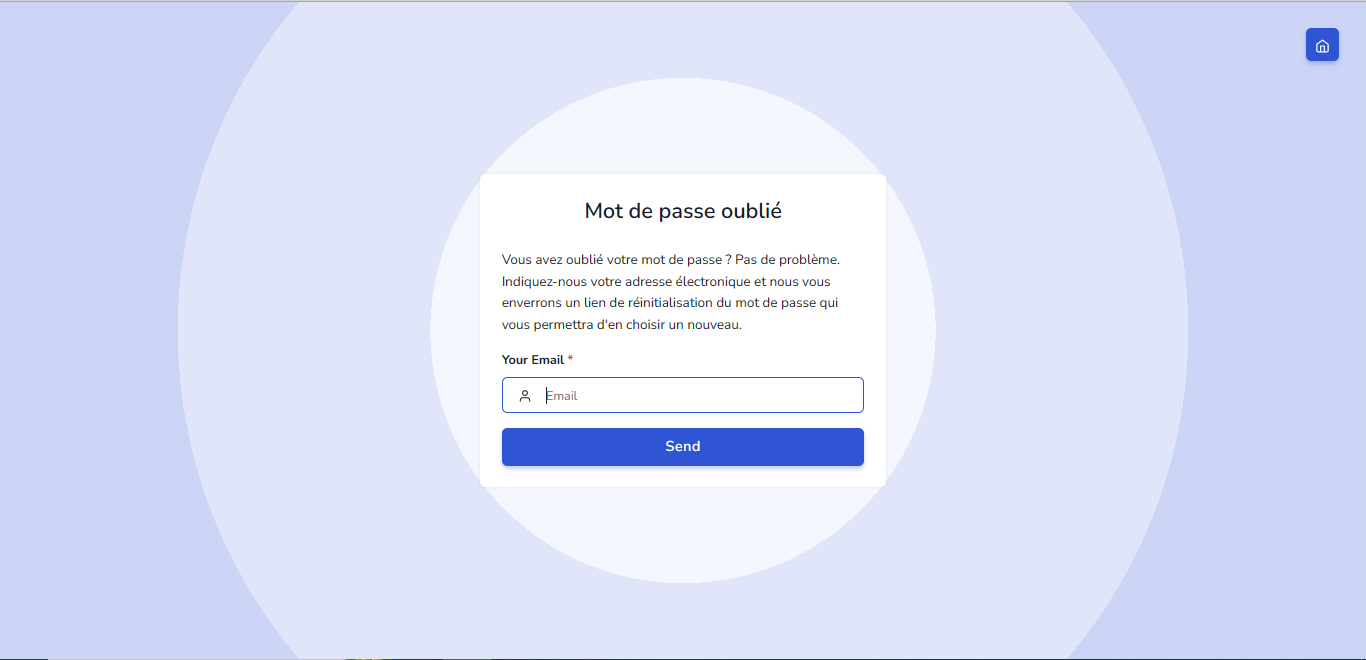 Mot de passe oublié
Vous avez oublié votre mot de passe ? Pas de problème.
Indiquez-nous votre adresse électronique et nous vous
enverrons un lien de réinitialisation du mot de passe qui
vous permettra d'en choisir un nouveau.
Your Email *
Email
Send